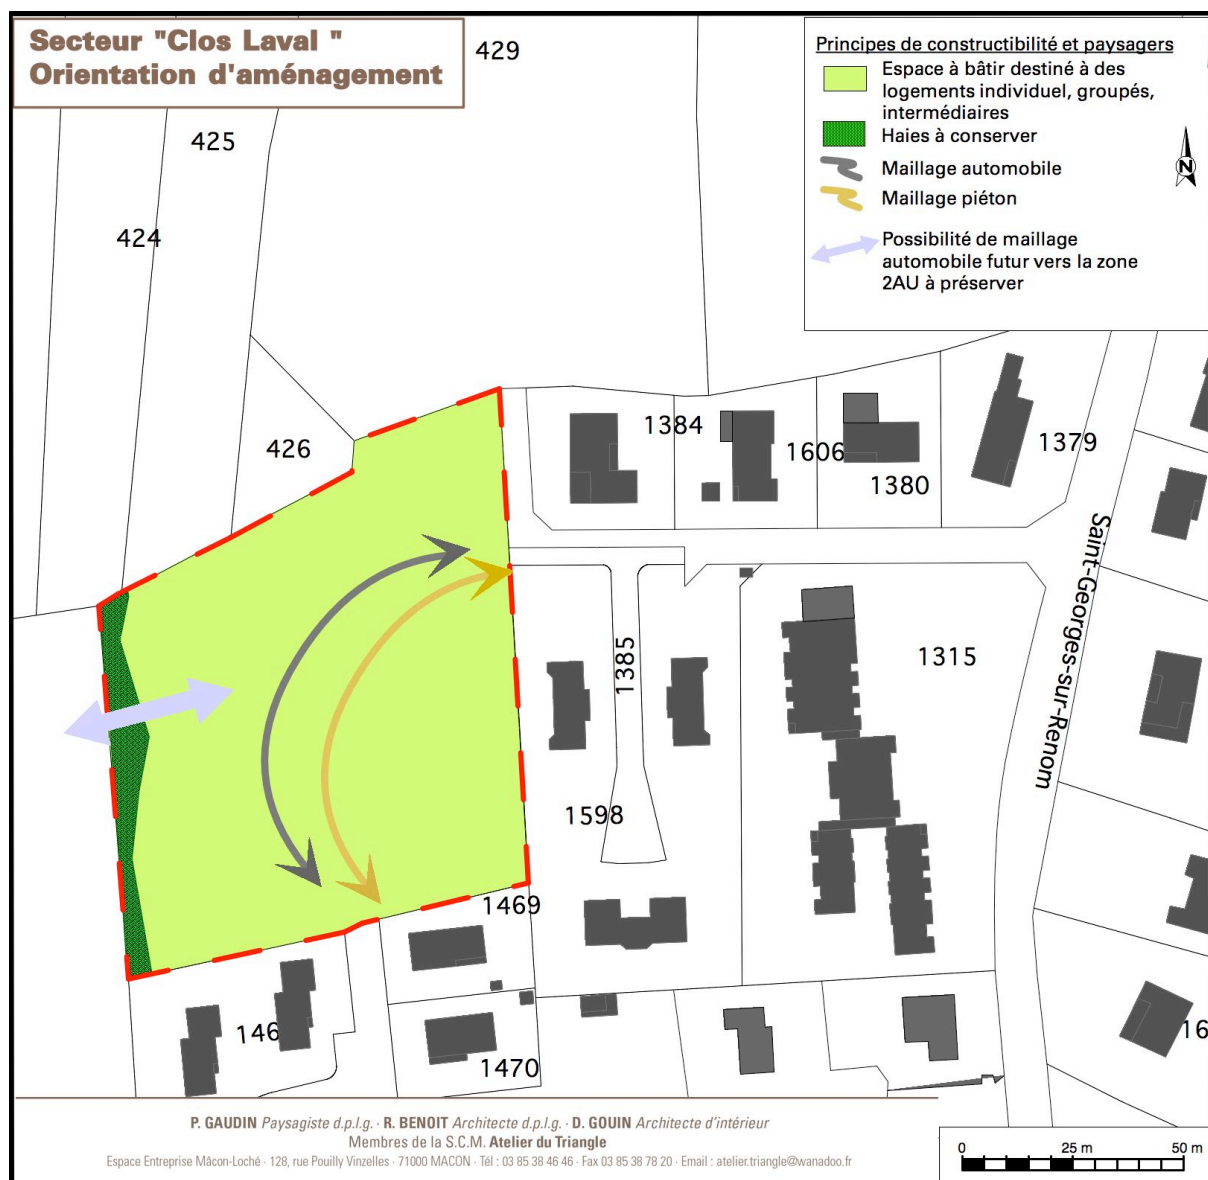 Secteur "Clos Laval "
Orientation d'aménagement
429
Principes de constructibilité et paysagers
Espace à bâtir destiné à des
logements individuel, groupés,
intermédiaires
Haies à conserver
Maillage automobile
Maillage piéton
Possibilité de maillage
automobile futur vers la zone
2AU à préserver
N
425
424
426
1384
1606
1380
1379
Saint-Georges-sur-Renom
1385
1315
1598
1469
146
1470
16
P. GAUDIN Paysagiste d.p.l.g. · R. BENOIT Architecte d.p.l.g. · D. GOUIN Architecte d'intérieur
Membres de la S.C.M. Atelier du Triangle
Espace Entreprise Mâcon-Loché · 128, rue Pouilly Vinzelles · 71000 MACON · Tél : 03 85 38 46 46 · Fax 03 85 38 78 20 · Email : atelier.triangle@wanadoo.fr
0 25 m 50 m